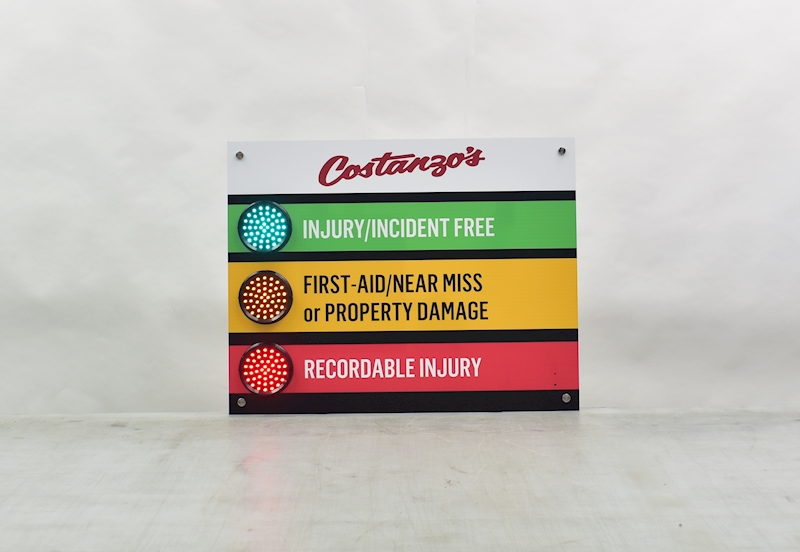 Costanzo's
INJURY/INCIDENT FREE
FIRST-AID/NEAR MISS
or PROPERTY DAMAGE
RECORDABLE INJURY